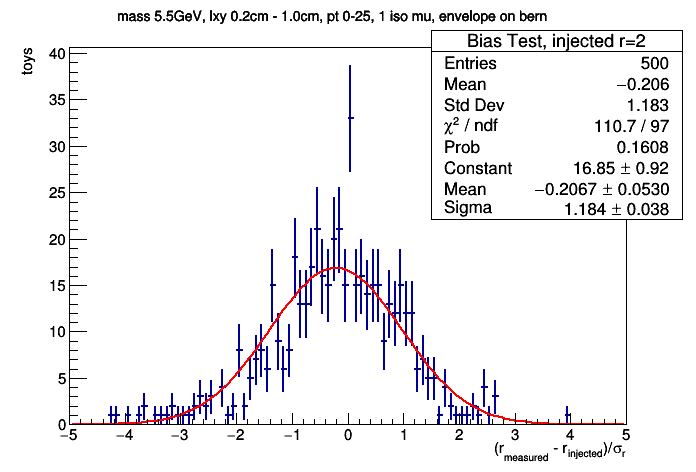 mass 5.5GeV, lxy 0.2cm - 1.0cm, pt 0-25, 1 iso mu, envelope on bern
Bias Test, injected r=2
Entries 500
Mean −0.206
Std Dev 1.183
χ² / ndf 110.7 / 97
Prob 0.1608
Constant 16.85 ± 0.92
Mean −0.2067 ± 0.0530
Sigma 1.184 ± 0.038
toys
40
35
30
25
20
15
10
5
0
−5 −4 −3 −2 −1 0 1 2 3 4 5
(r_measured - r_injected)/σ_r